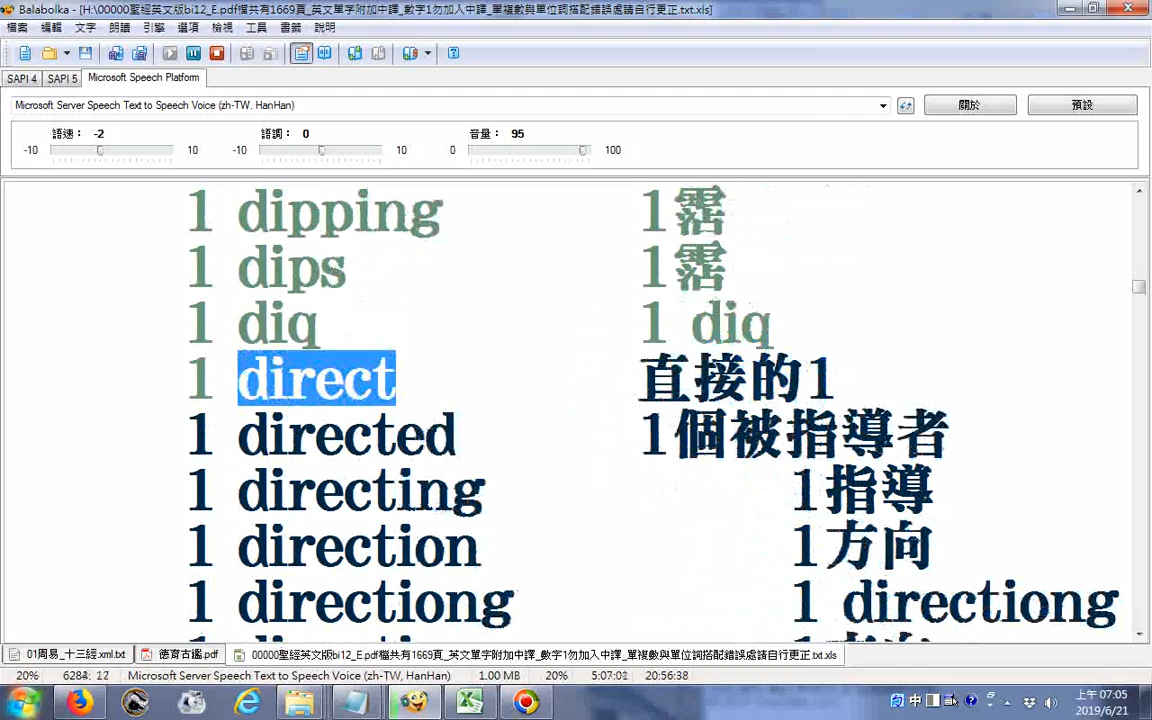 Balabolka - [H:\00000聖經英文版bi12_E.pdf檔共有1669頁_英文單字附加中譯_數字1勿加入中譯_單複數與單位詞搭配錯誤處請自行更正.txt.xls]
檔案 編輯 文字 朗讀 引擎 選項 檢視 工具 書籤 說明
SAPI 4 SAPI 5 Microsoft Speech Platform
Microsoft Server Speech Text to Speech Voice (zh-TW, HanHan) 關於 預設
語速： -2 語調： 0 音量： 95
-10 10 -10 10 0 100
1 dipping 1霑
1 dips 1霑
1 diq 1 diq
1 direct 直接的1
1 directed 1個被指導者
1 directing 1指導
1 direction 1方向
1 directiong 1 directiong
01周易_十三經.xml.txt 德育古鑑.pdf 00000聖經英文版bi12_E.pdf檔共有1669頁_英文單字附加中譯_數字1勿加入中譯_單複數與單位詞搭配錯誤處請自行更正.txt.xls
20% 6284: 12 Microsoft Server Speech Text to Speech Voice (zh-TW, HanHan) 1.00 MB 20% 5:07:01 20:56:38
中 上午 07:05
2019/6/21